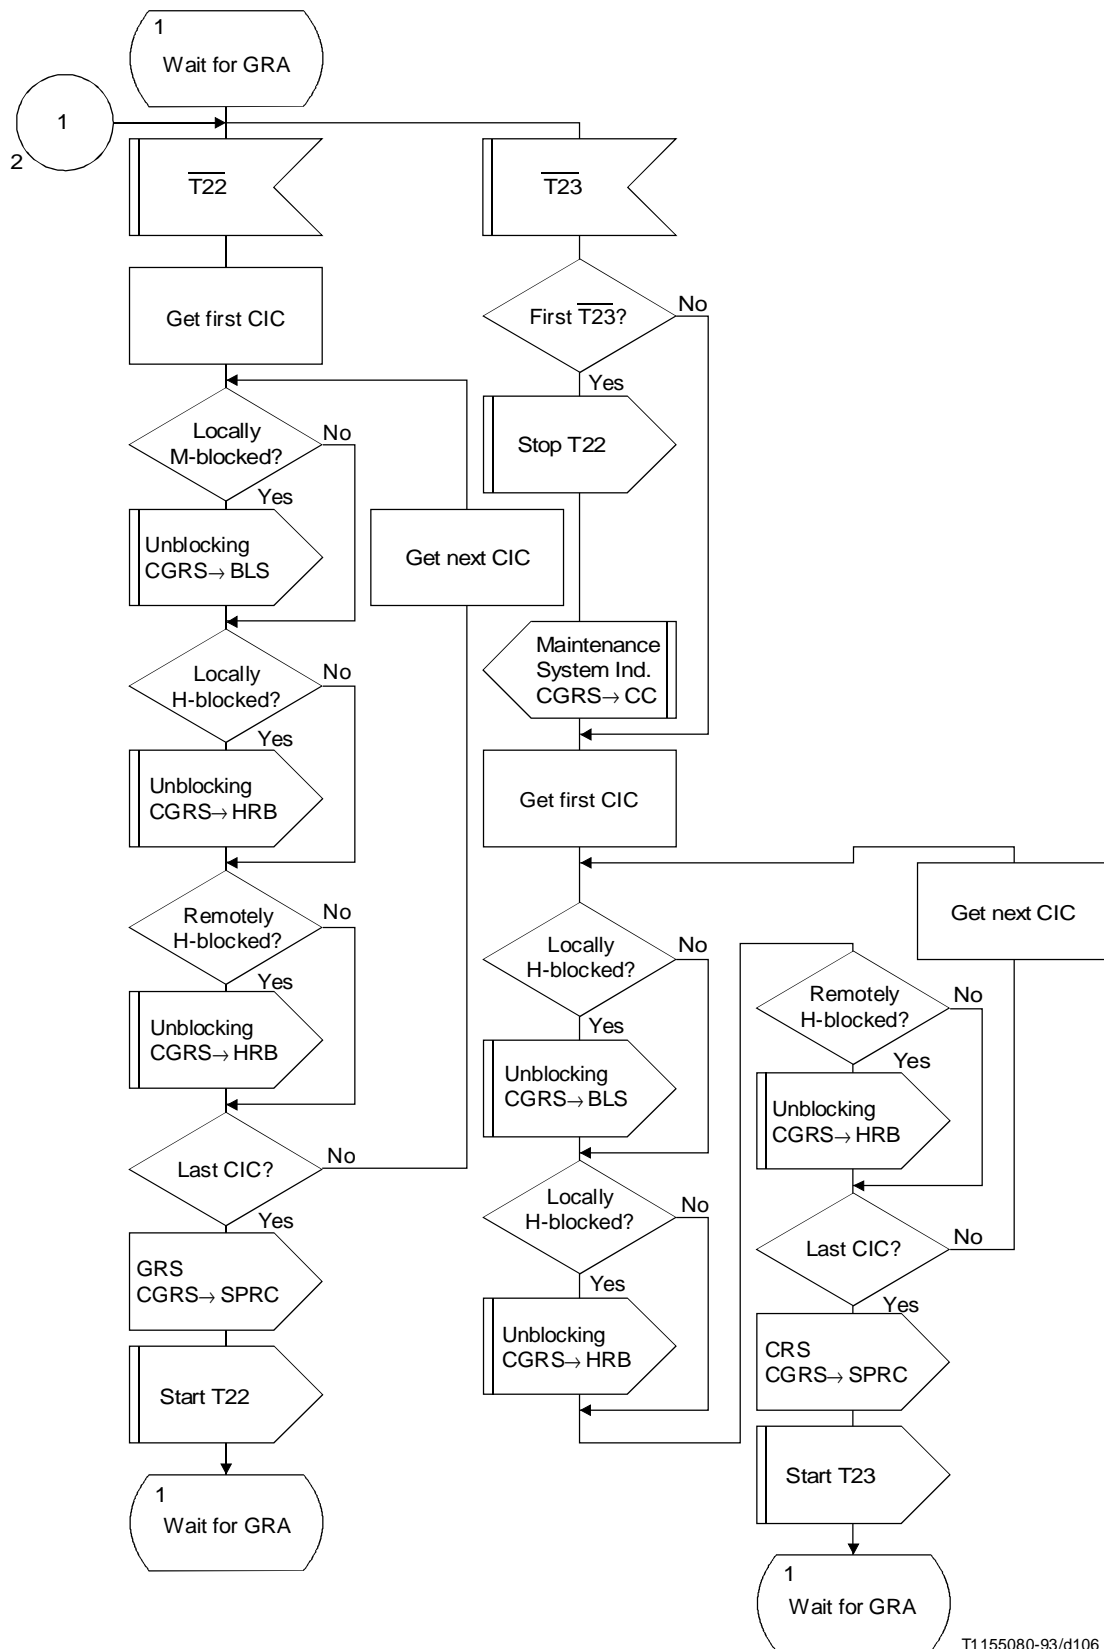 1
Wait for GRA
1
2
T22
Get first CIC
Locally
M-blocked?
No
Yes
Unblocking
CGRS→BLS
Get next CIC
Locally
H-blocked?
No
Yes
Unblocking
CGRS→HRB
Remotely
H-blocked?
No
Yes
Unblocking
CGRS→HRB
Last CIC?
No
Yes
GRS
CGRS→SPRC
Start T22
1
Wait for GRA
T23
First T23?
No
Yes
Stop T22
Maintenance
System Ind.
CGRS→CC
Get first CIC
Locally
H-blocked?
No
Yes
Unblocking
CGRS→BLS
Locally
H-blocked?
No
Yes
Unblocking
CGRS→HRB
Get next CIC
Remotely
H-blocked?
No
Yes
Unblocking
CGRS→HRB
Last CIC?
No
Yes
CRS
CGRS→SPRC
Start T23
1
Wait for GRA
T1155080-93/d106